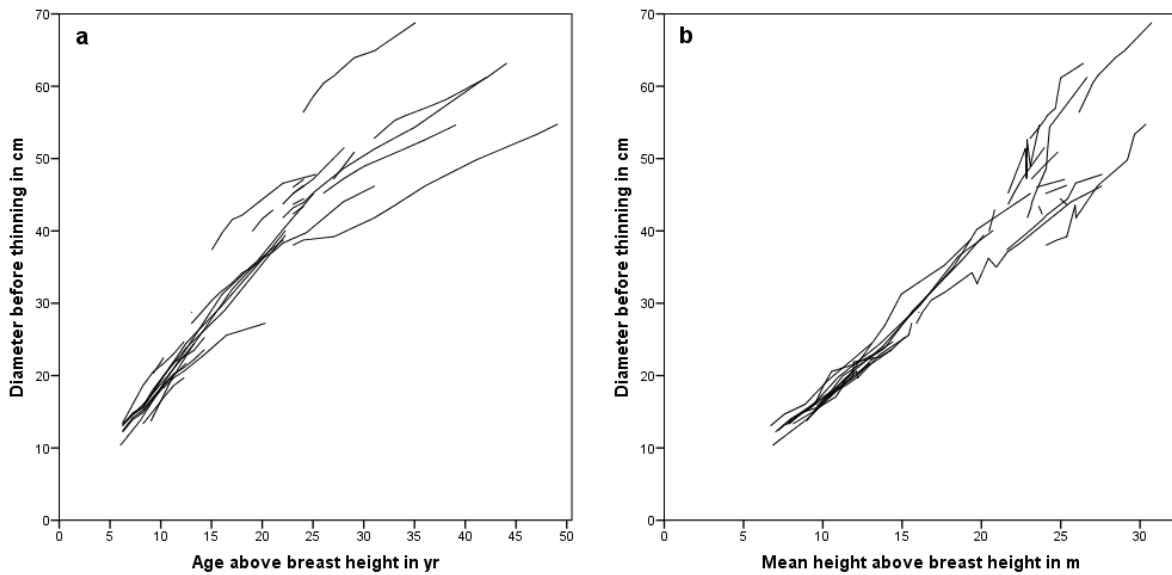 a
Diameter before thinning in cm
70
60
50
40
30
20
10
0
0 5 10 15 20 25 30 35 40 45 50
Age above breast height in yr
b
Diameter before thinning in cm
70
60
50
40
30
20
10
0
0 5 10 15 20 25 30
Mean height above breast height in m